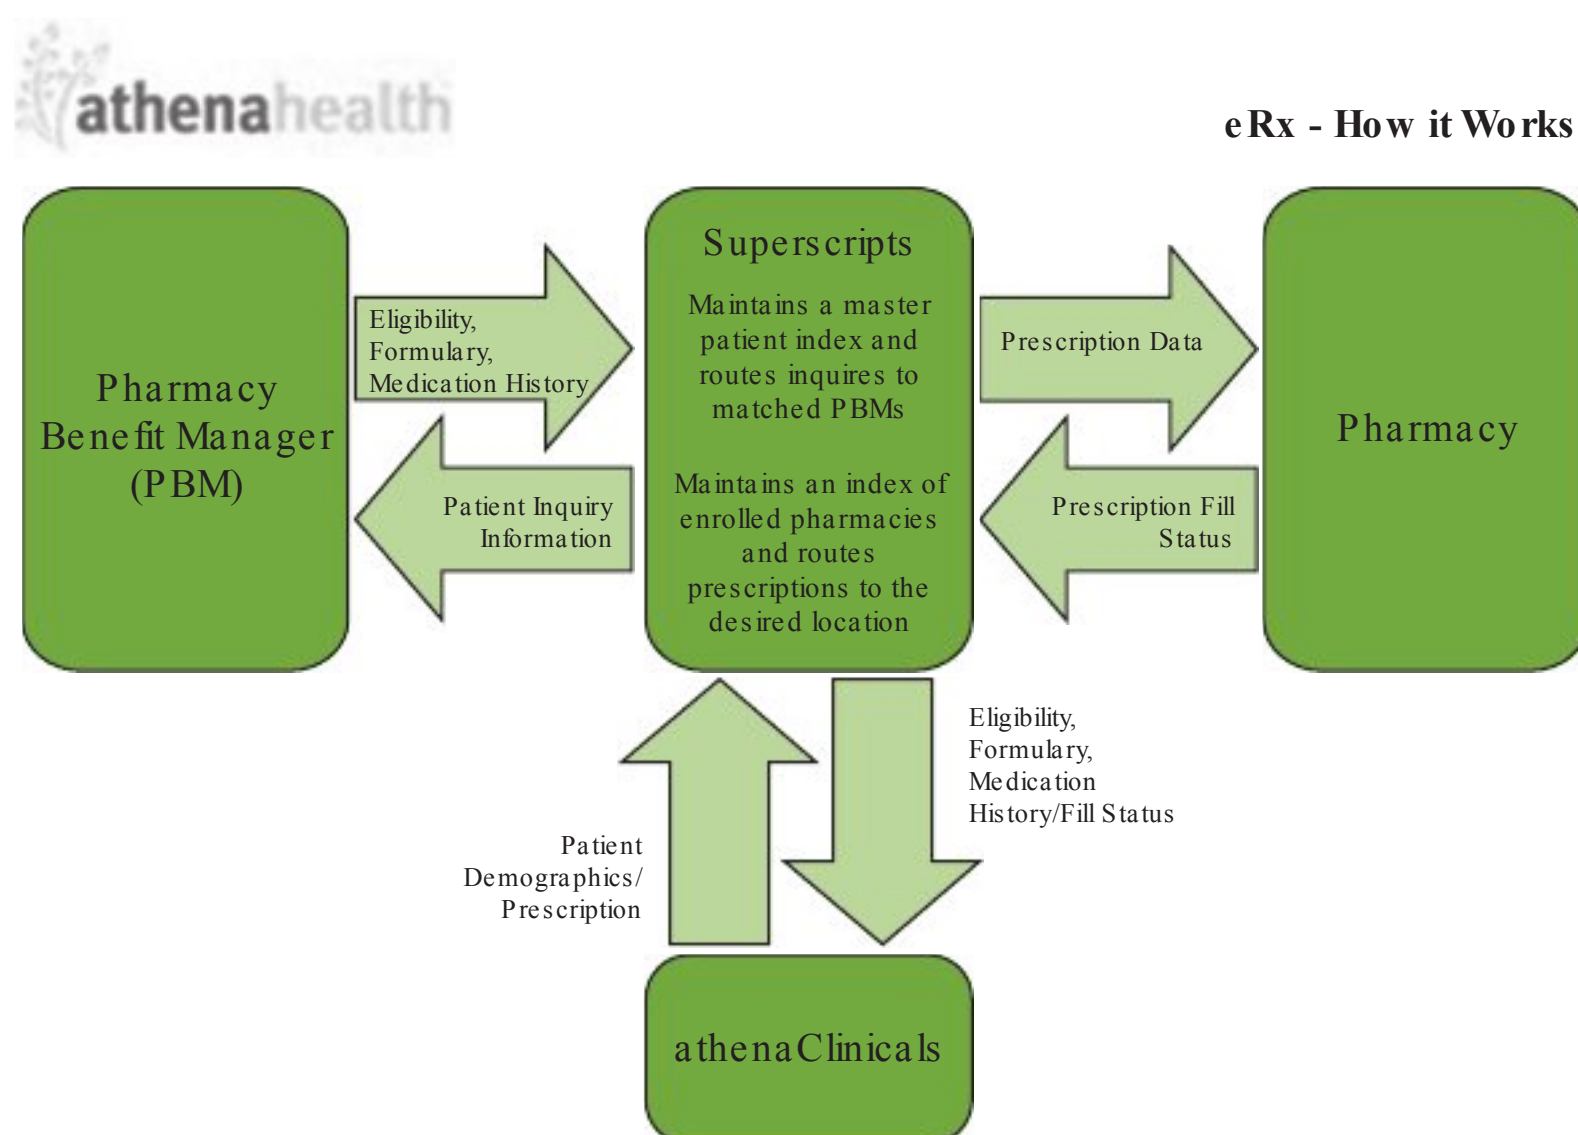 athenahealth
eRx - How it Works
Pharmacy
Benefit Manager
(PBM)
Eligibility,
Formulary,
Medication History
Patient Inquiry
Information
Superscripts
Maintains a master
patient index and
routes inquires to
matched PBMs
Maintains an index of
enrolled pharmacies
and routes
prescriptions to the
desired location
Prescription Data
Prescription Fill
Status
Pharmacy
Patient
Demographics/
Prescription
Eligibility,
Formulary,
Medication
History/Fill Status
athenaClinicals